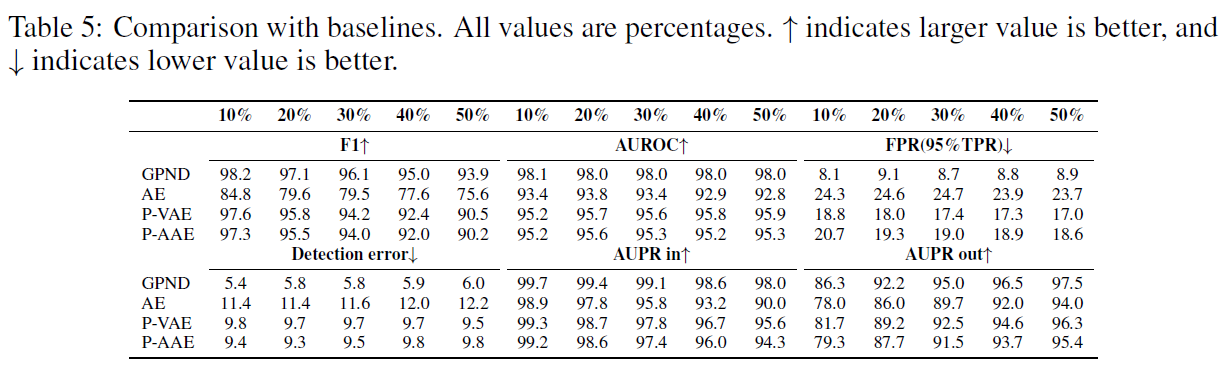 Table 5: Comparison with baselines. All values are percentages. ↑ indicates larger value is better, and
↓ indicates lower value is better.
10% 20% 30% 40% 50% 10% 20% 30% 40% 50% 10% 20% 30% 40% 50%
F1↑ AUROC↑ FPR(95%TPR)↓
GPND 98.2 97.1 96.1 95.0 93.9 98.1 98.0 98.0 98.0 98.0 8.1 9.1 8.7 8.8 8.9
AE 84.8 79.6 79.5 77.6 75.6 93.4 93.8 93.4 92.9 92.8 24.3 24.6 24.7 23.9 23.7
P-VAE 97.6 95.8 94.2 92.4 90.5 95.2 95.7 95.6 95.8 95.9 18.8 18.0 17.4 17.3 17.0
P-AAE 97.3 95.5 94.0 92.0 90.2 95.2 95.6 95.3 95.2 95.3 20.7 19.3 19.0 18.9 18.6
Detection error↓ AUPR in↑ AUPR out↑
GPND 5.4 5.8 5.8 5.9 6.0 99.7 99.4 99.1 98.6 98.0 86.3 92.2 95.0 96.5 97.5
AE 11.4 11.4 11.6 12.0 12.2 98.9 97.8 95.8 93.2 90.0 78.0 86.0 89.7 92.0 94.0
P-VAE 9.8 9.7 9.7 9.7 9.5 99.3 98.7 97.8 96.7 95.6 81.7 89.2 92.5 94.6 96.3
P-AAE 9.4 9.3 9.5 9.8 9.8 99.2 98.6 97.4 96.0 94.3 79.3 87.7 91.5 93.7 95.4